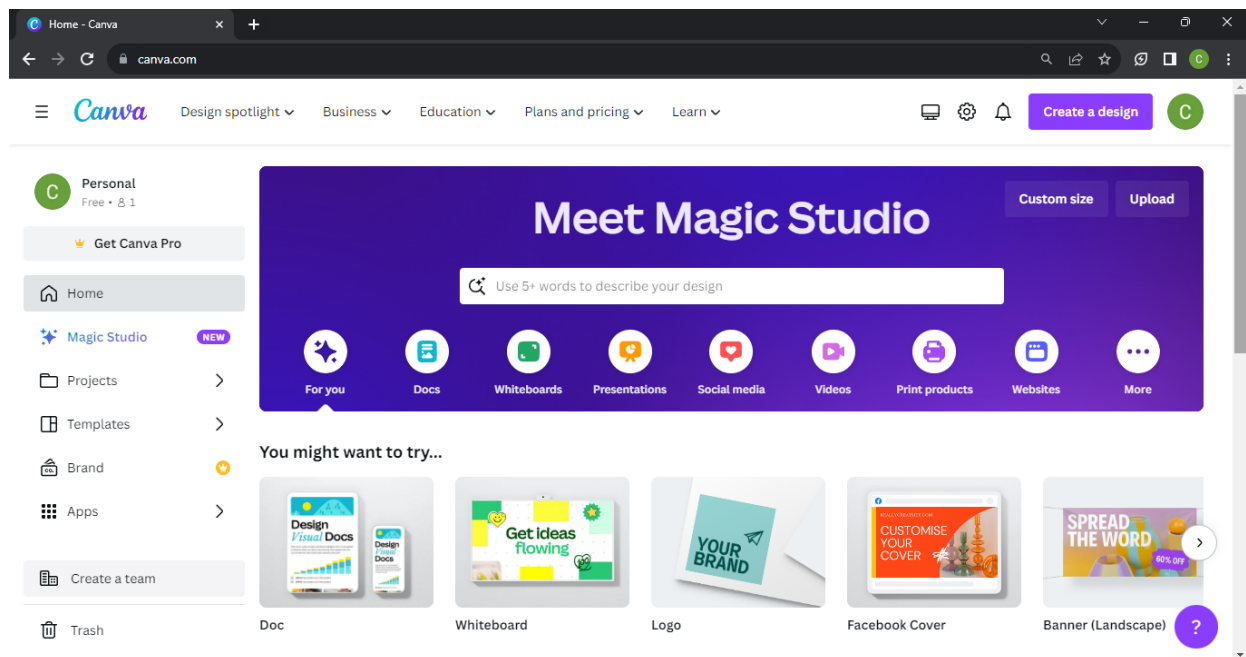 Home - Canva
canva.com
C
Canva
Design spotlight
Business
Education
Plans and pricing
Learn
Create a design
C
C
Personal
Free • 1
Get Canva Pro
Home
Magic Studio
NEW
Projects
Templates
Brand
CO.
Apps
Create a team
Trash
Custom size
Upload
Meet Magic Studio
Use 5+ words to describe your design
For you
Docs
Whiteboards
Presentations
Social media
Videos
Print products
Websites
More
You might want to try...
Design
Visual Docs
Design
Visual
Docs
Doc
Get ideas
flowing
Whiteboard
YOUR
BRAND
Logo
CUSTOMISE
YOUR
COVER
Facebook Cover
SPREAD
THE WORD
60% OFF
Banner (Landscape)
?